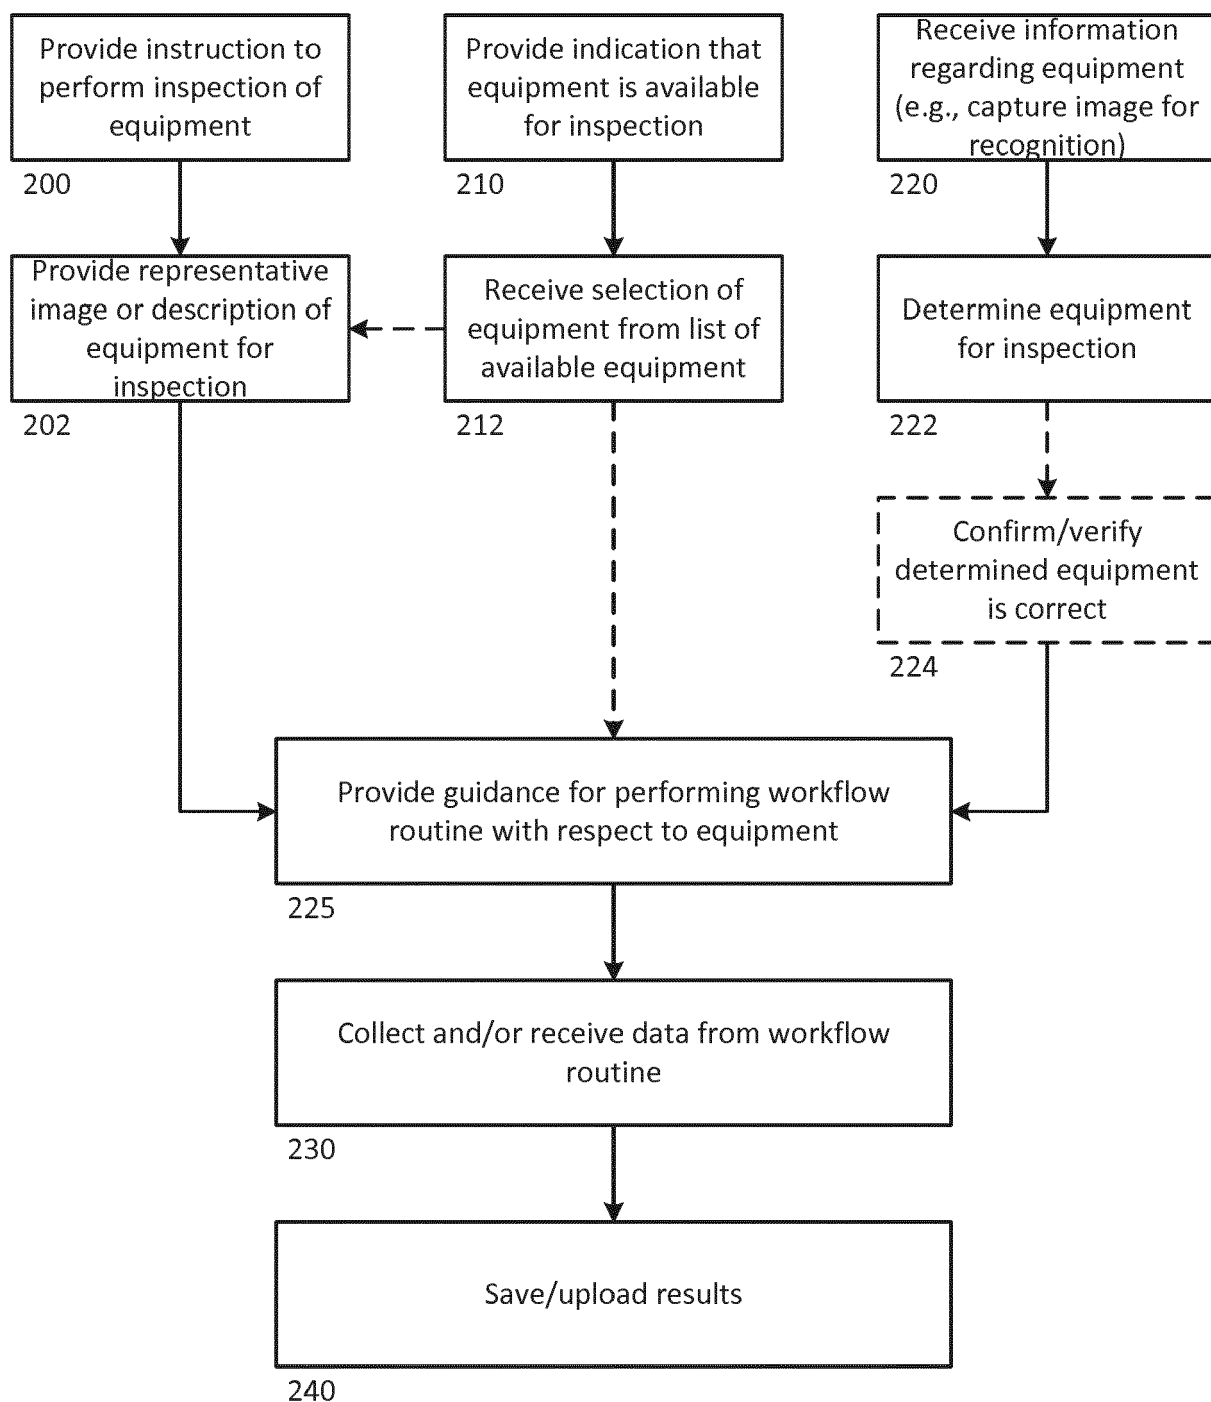 Provide instruction to
perform inspection of
equipment
200
Provide indication that
equipment is available
for inspection
210
Receive information
regarding equipment
(e.g., capture image for
recognition)
220
Provide representative
image or description of
equipment for
inspection
202
Receive selection of
equipment from list of
available equipment
212
Determine equipment
for inspection
222
Confirm/verify
determined equipment
is correct
224
Provide guidance for performing workflow
routine with respect to equipment
225
Collect and/or receive data from workflow
routine
230
Save/upload results
240